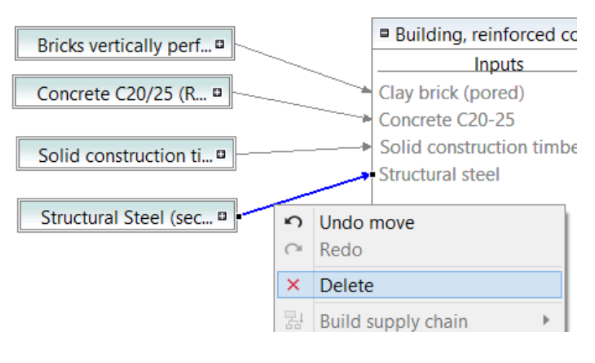 Bricks vertically perf...
Concrete C20/25 (R...
Solid construction ti...
Structural Steel (sec...
Building, reinforced co
Inputs
Clay brick (pored)
Concrete C20-25
Solid construction timbe
Structural steel
Undo move
Redo
Delete
Build supply chain